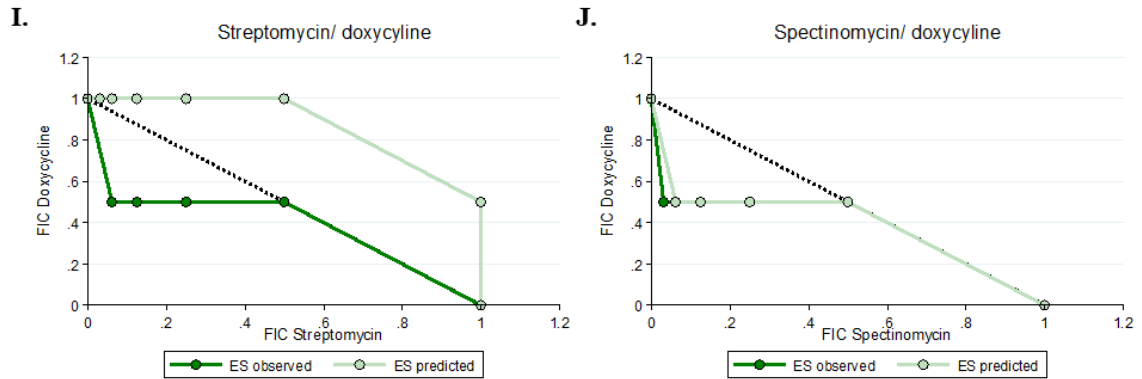 I.
Streptomycin/ doxycyline
1.2
1
.8
.6
.4
.2
0
FIC Doxycycline
0 .2 .4 .6 .8 1 1.2
FIC Streptomycin
ES observed ES predicted
J.
Spectinomycin/ doxycyline
1.2
1
.8
.6
.4
.2
0
FIC Doxycycline
0 .2 .4 .6 .8 1 1.2
FIC Spectinomycin
ES observed ES predicted